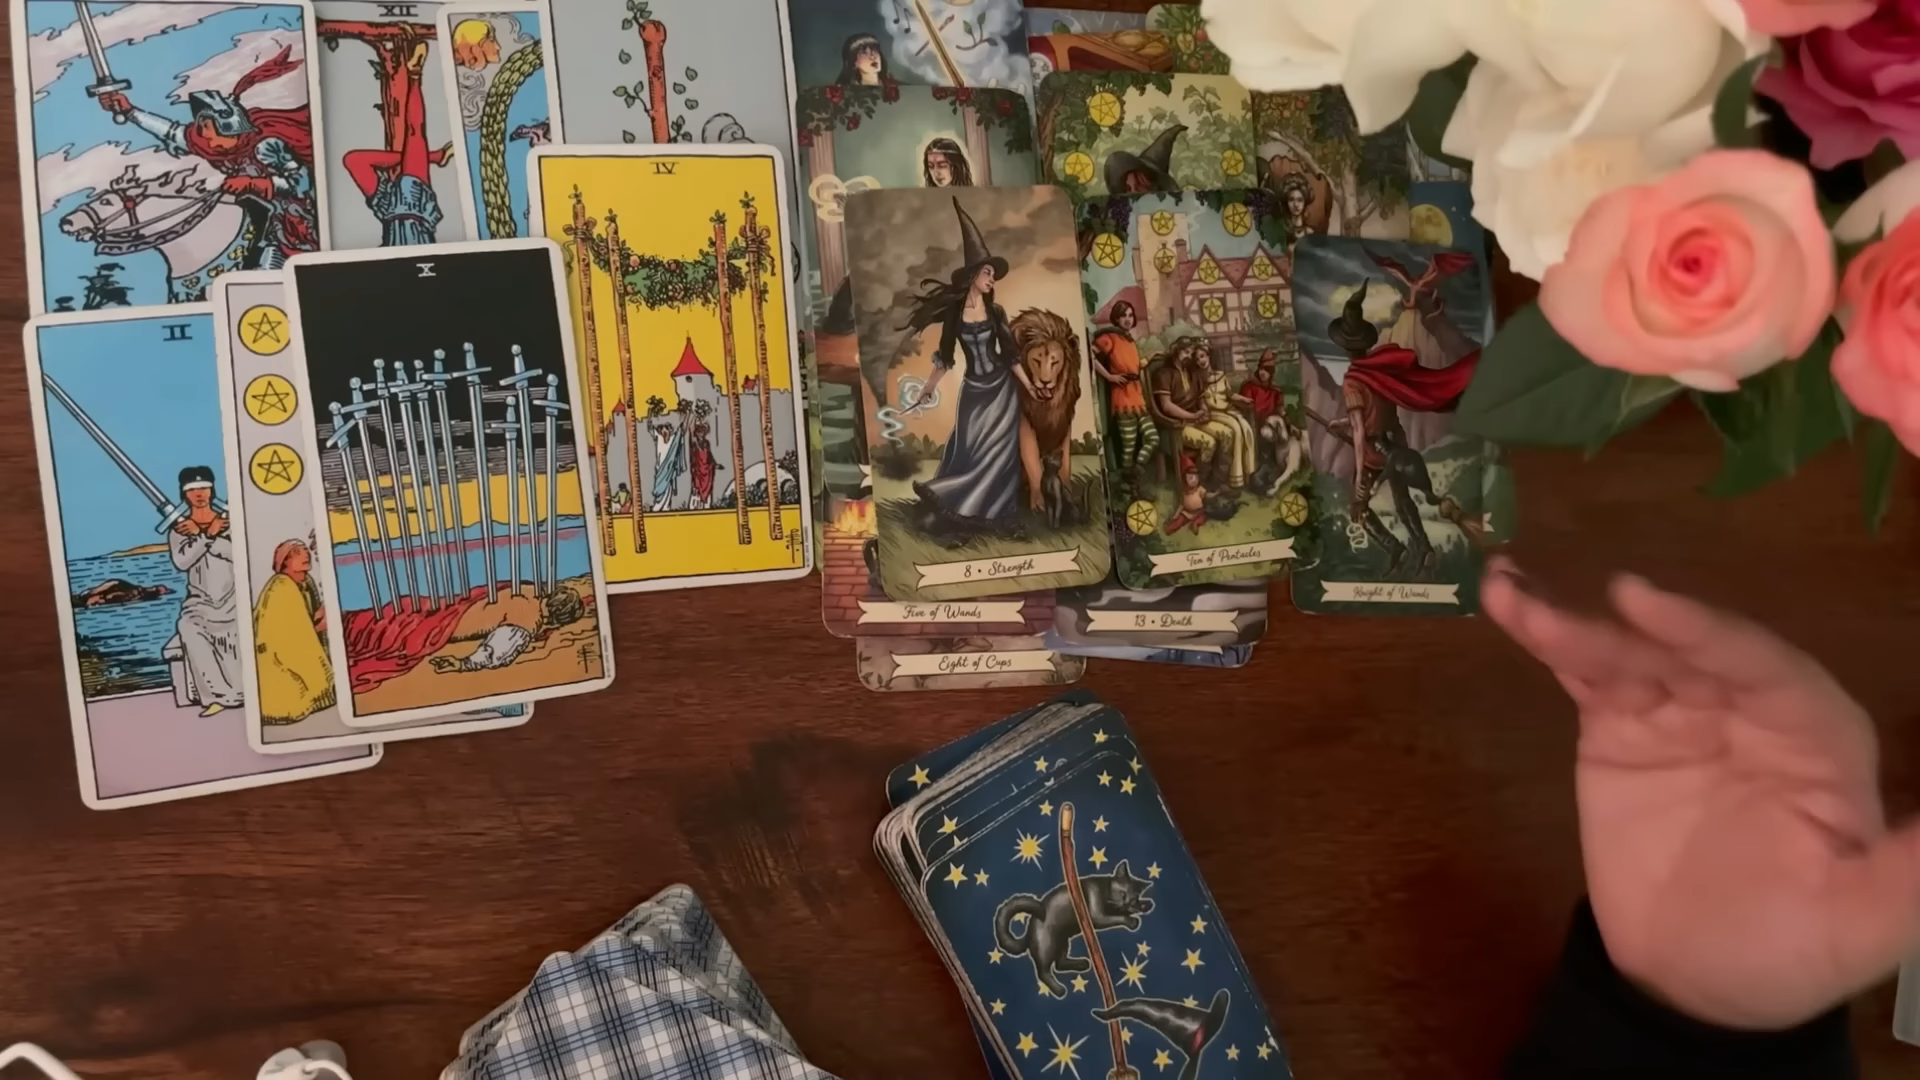 XII
IV
X
II
8 • Strength
Ten of Pentacles
Knight of Wands
Five of Wands
13 • Death
Eight of Cups